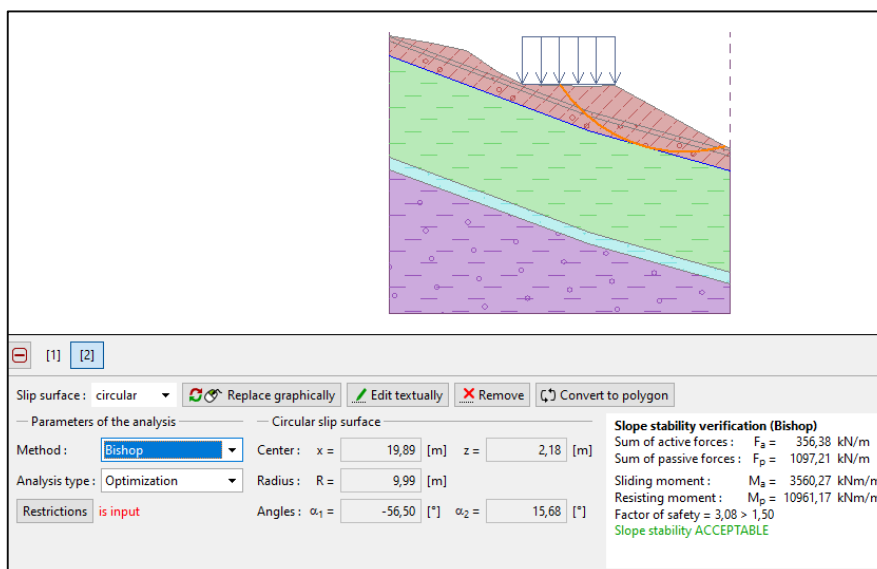 [1] [2]
Slip surface : circular Replace graphically Edit textually Remove Convert to polygon
Parameters of the analysis
Method : Bishop
Analysis type : Optimization
Restrictions is input
Circular slip surface
Center : x = 19,89 [m] z = 2,18 [m]
Radius : R = 9,99 [m]
Angles : α₁ = -56,50 [°] α₂ = 15,68 [°]
Slope stability verification (Bishop)
Sum of active forces : Fₐ = 356,38 kN/m
Sum of passive forces : Fₚ = 1097,21 kN/m
Sliding moment : Mₐ = 3560,27 kNm/m
Resisting moment : Mₚ = 10961,17 kNm/m
Factor of safety = 3,08 > 1,50
Slope stability ACCEPTABLE